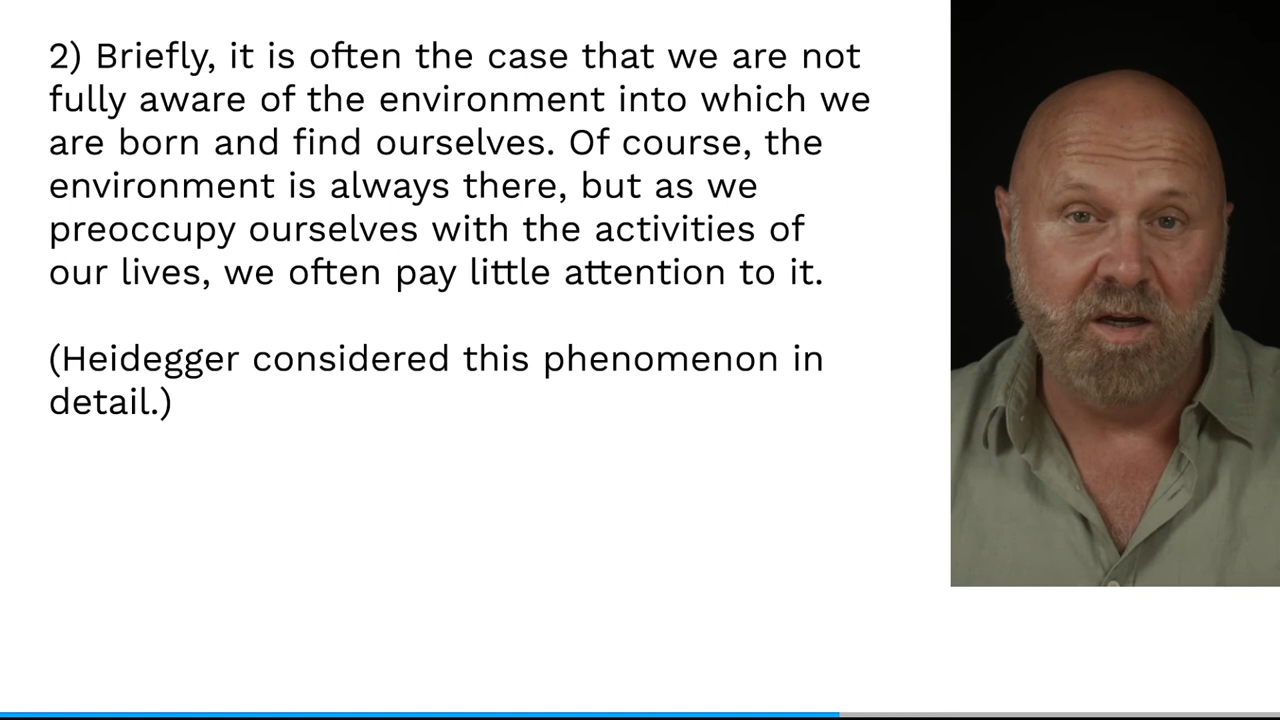 2) Briefly, it is often the case that we are not
fully aware of the environment into which we
are born and find ourselves. Of course, the
environment is always there, but as we
preoccupy ourselves with the activities of
our lives, we often pay little attention to it.
(Heidegger considered this phenomenon in
detail.)